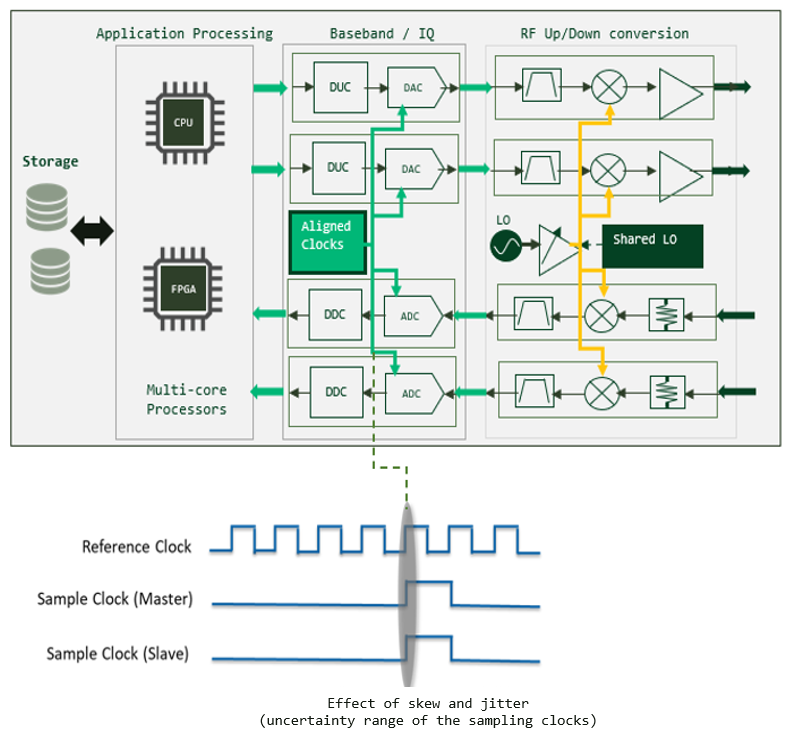 Application Processing
Baseband / IQ
RF Up/Down conversion
DUC
DAC
CPU
DUC
DAC
Storage
LO
Aligned
Clocks
Shared LO
FPGA
DDC
ADC
Multi-core
Processors
DDC
ADC
Reference Clock
Sample Clock (Master)
Sample Clock (Slave)
Effect of skew and jitter
(uncertainty range of the sampling clocks)